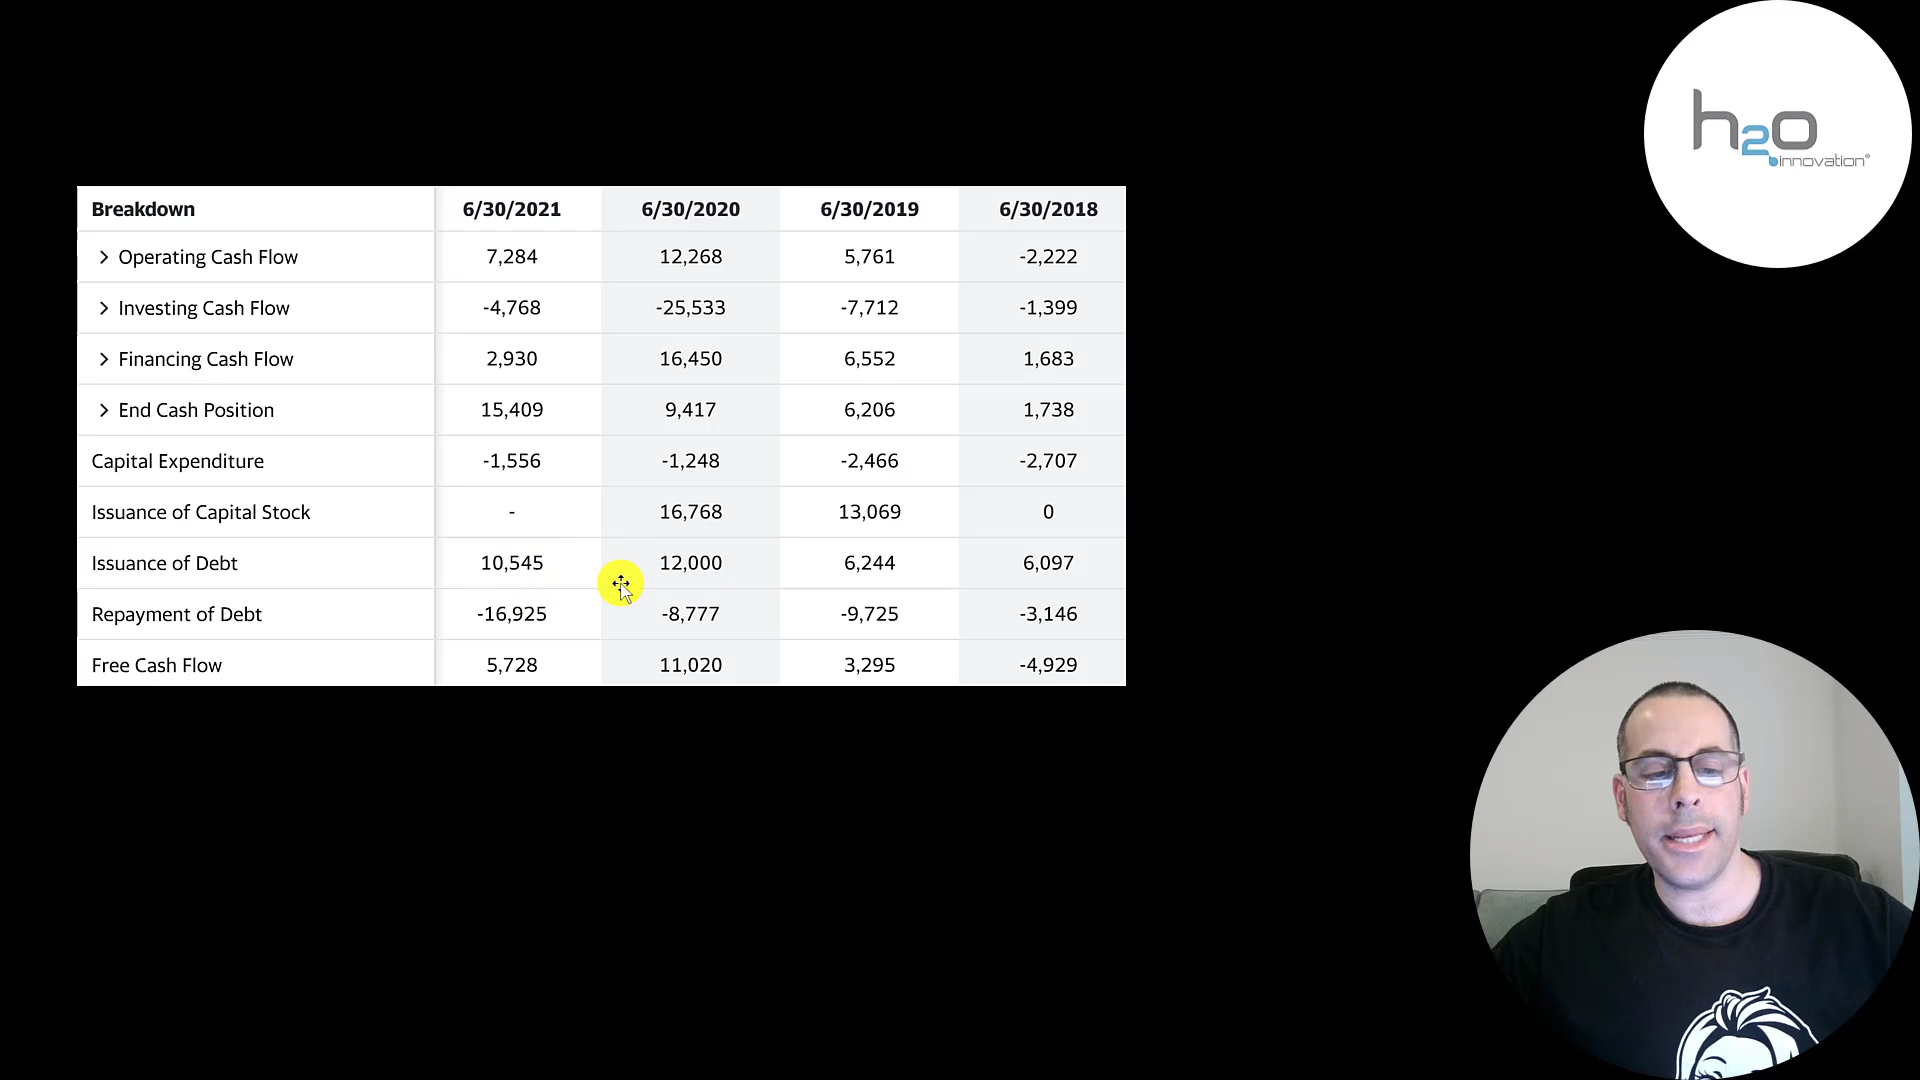 h2o
innovation®
Breakdown 6/30/2021 6/30/2020 6/30/2019 6/30/2018
Operating Cash Flow 7,284 12,268 5,761 -2,222
Investing Cash Flow -4,768 -25,533 -7,712 -1,399
Financing Cash Flow 2,930 16,450 6,552 1,683
End Cash Position 15,409 9,417 6,206 1,738
Capital Expenditure -1,556 -1,248 -2,466 -2,707
Issuance of Capital Stock - 16,768 13,069 0
Issuance of Debt 10,545 12,000 6,244 6,097
Repayment of Debt -16,925 -8,777 -9,725 -3,146
Free Cash Flow 5,728 11,020 3,295 -4,929